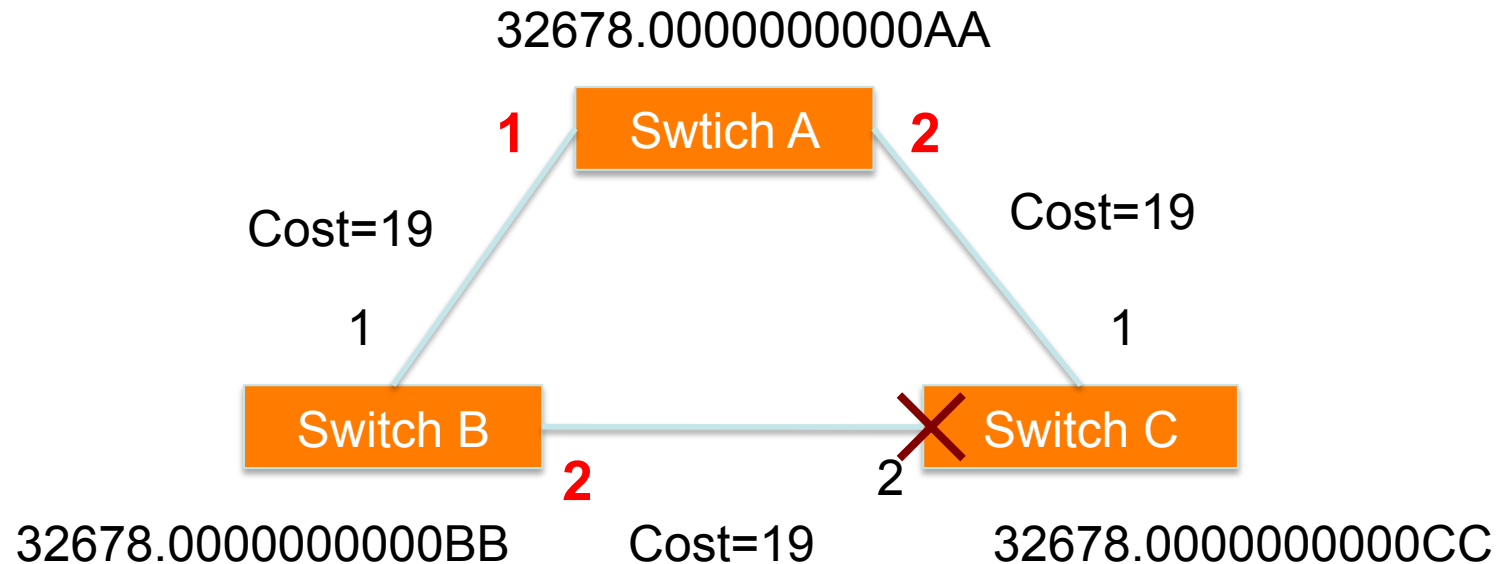 32678.0000000000AA
1
Swtich A
2
Cost=19
Cost=19
1
1
Switch B
Switch C
2
2
32678.0000000000BB
Cost=19
32678.0000000000CC